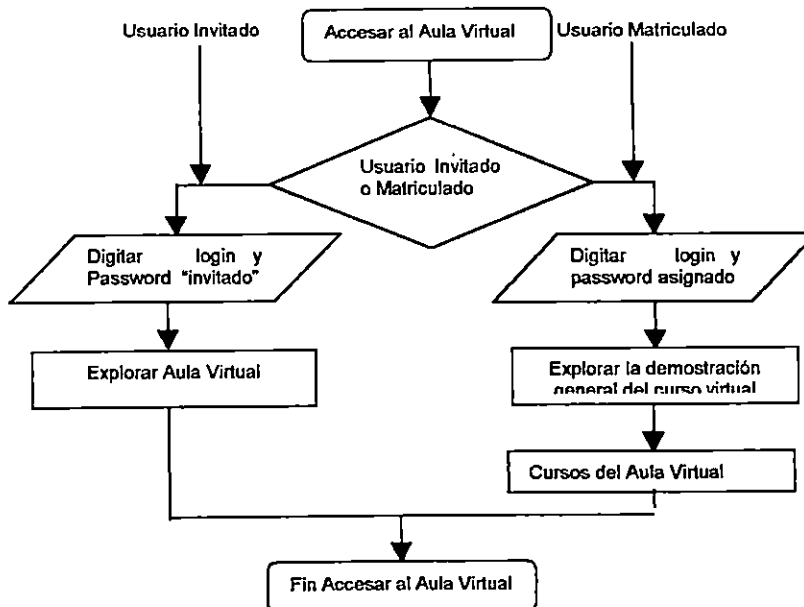 Usuario Invitado
Accesar al Aula Virtual
Usuario Matriculado
Usuario Invitado
o Matriculado
Digitar login y
Password "invitado"
Digitar login y
password asignado
Explorar Aula Virtual
Explorar la demostración
general del curso virtual
Cursos del Aula Virtual
Fin Accesar al Aula Virtual